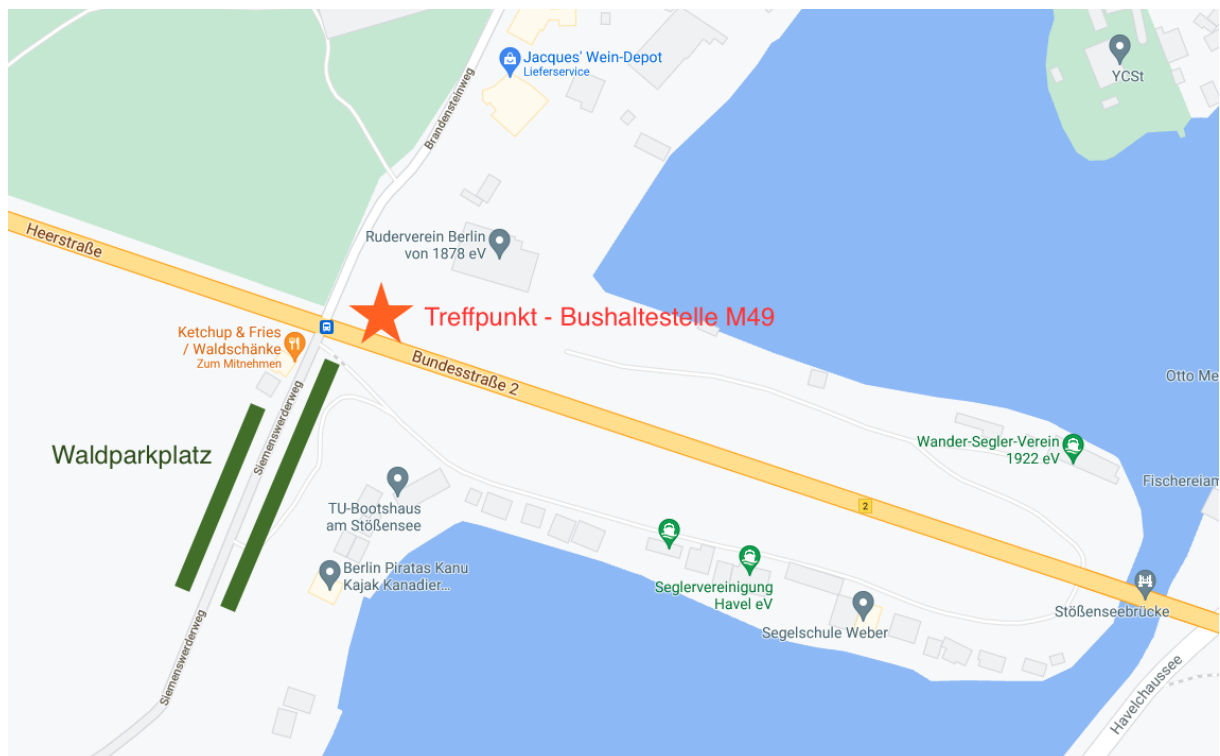 Jacques' Wein-Depot
Lieferservice
YCSt
Brandensteinweg
Heerstraße
Ruderverein Berlin
von 1878 eV
Treffpunkt - Bushaltestelle M49
Ketchup & Fries
/ Waldschänke
Zum Mitnehmen
Bundesstraße 2
Otto Me
Waldparkplatz
Siemenswerderweg
Wander-Segler-Verein
1922 eV
Fischereiam
2
TU-Bootshaus
am Stößensee
Berlin Piratas Kanu
Kajak Kanadier...
Seglervereinigung
Havel eV
Segelschule Weber
Stößenseebrücke
Siemenswerderweg
Havelchaussee